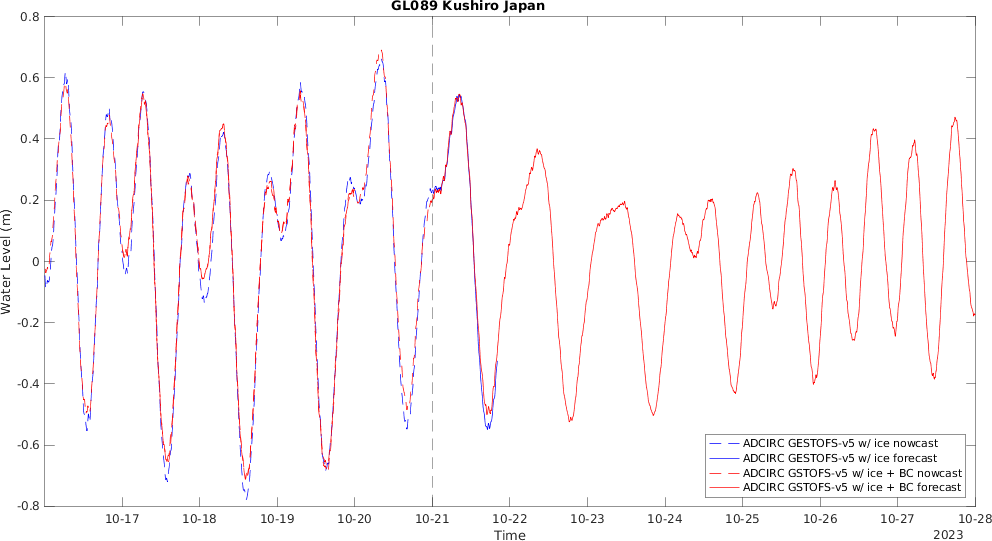 GL089 Kushiro Japan
0.8
0.6
0.4
0.2
0
-0.2
-0.4
-0.6
-0.8
Water Level (m)
ADCIRC GESTOFS-v5 w/ ice nowcast
ADCIRC GESTOFS-v5 w/ ice forecast
ADCIRC GSTOFS-v5 w/ ice + BC nowcast
ADCIRC GSTOFS-v5 w/ ice + BC forecast
10-17 10-18 10-19 10-20 10-21 10-22 10-23 10-24 10-25 10-26 10-27 10-28
Time
2023